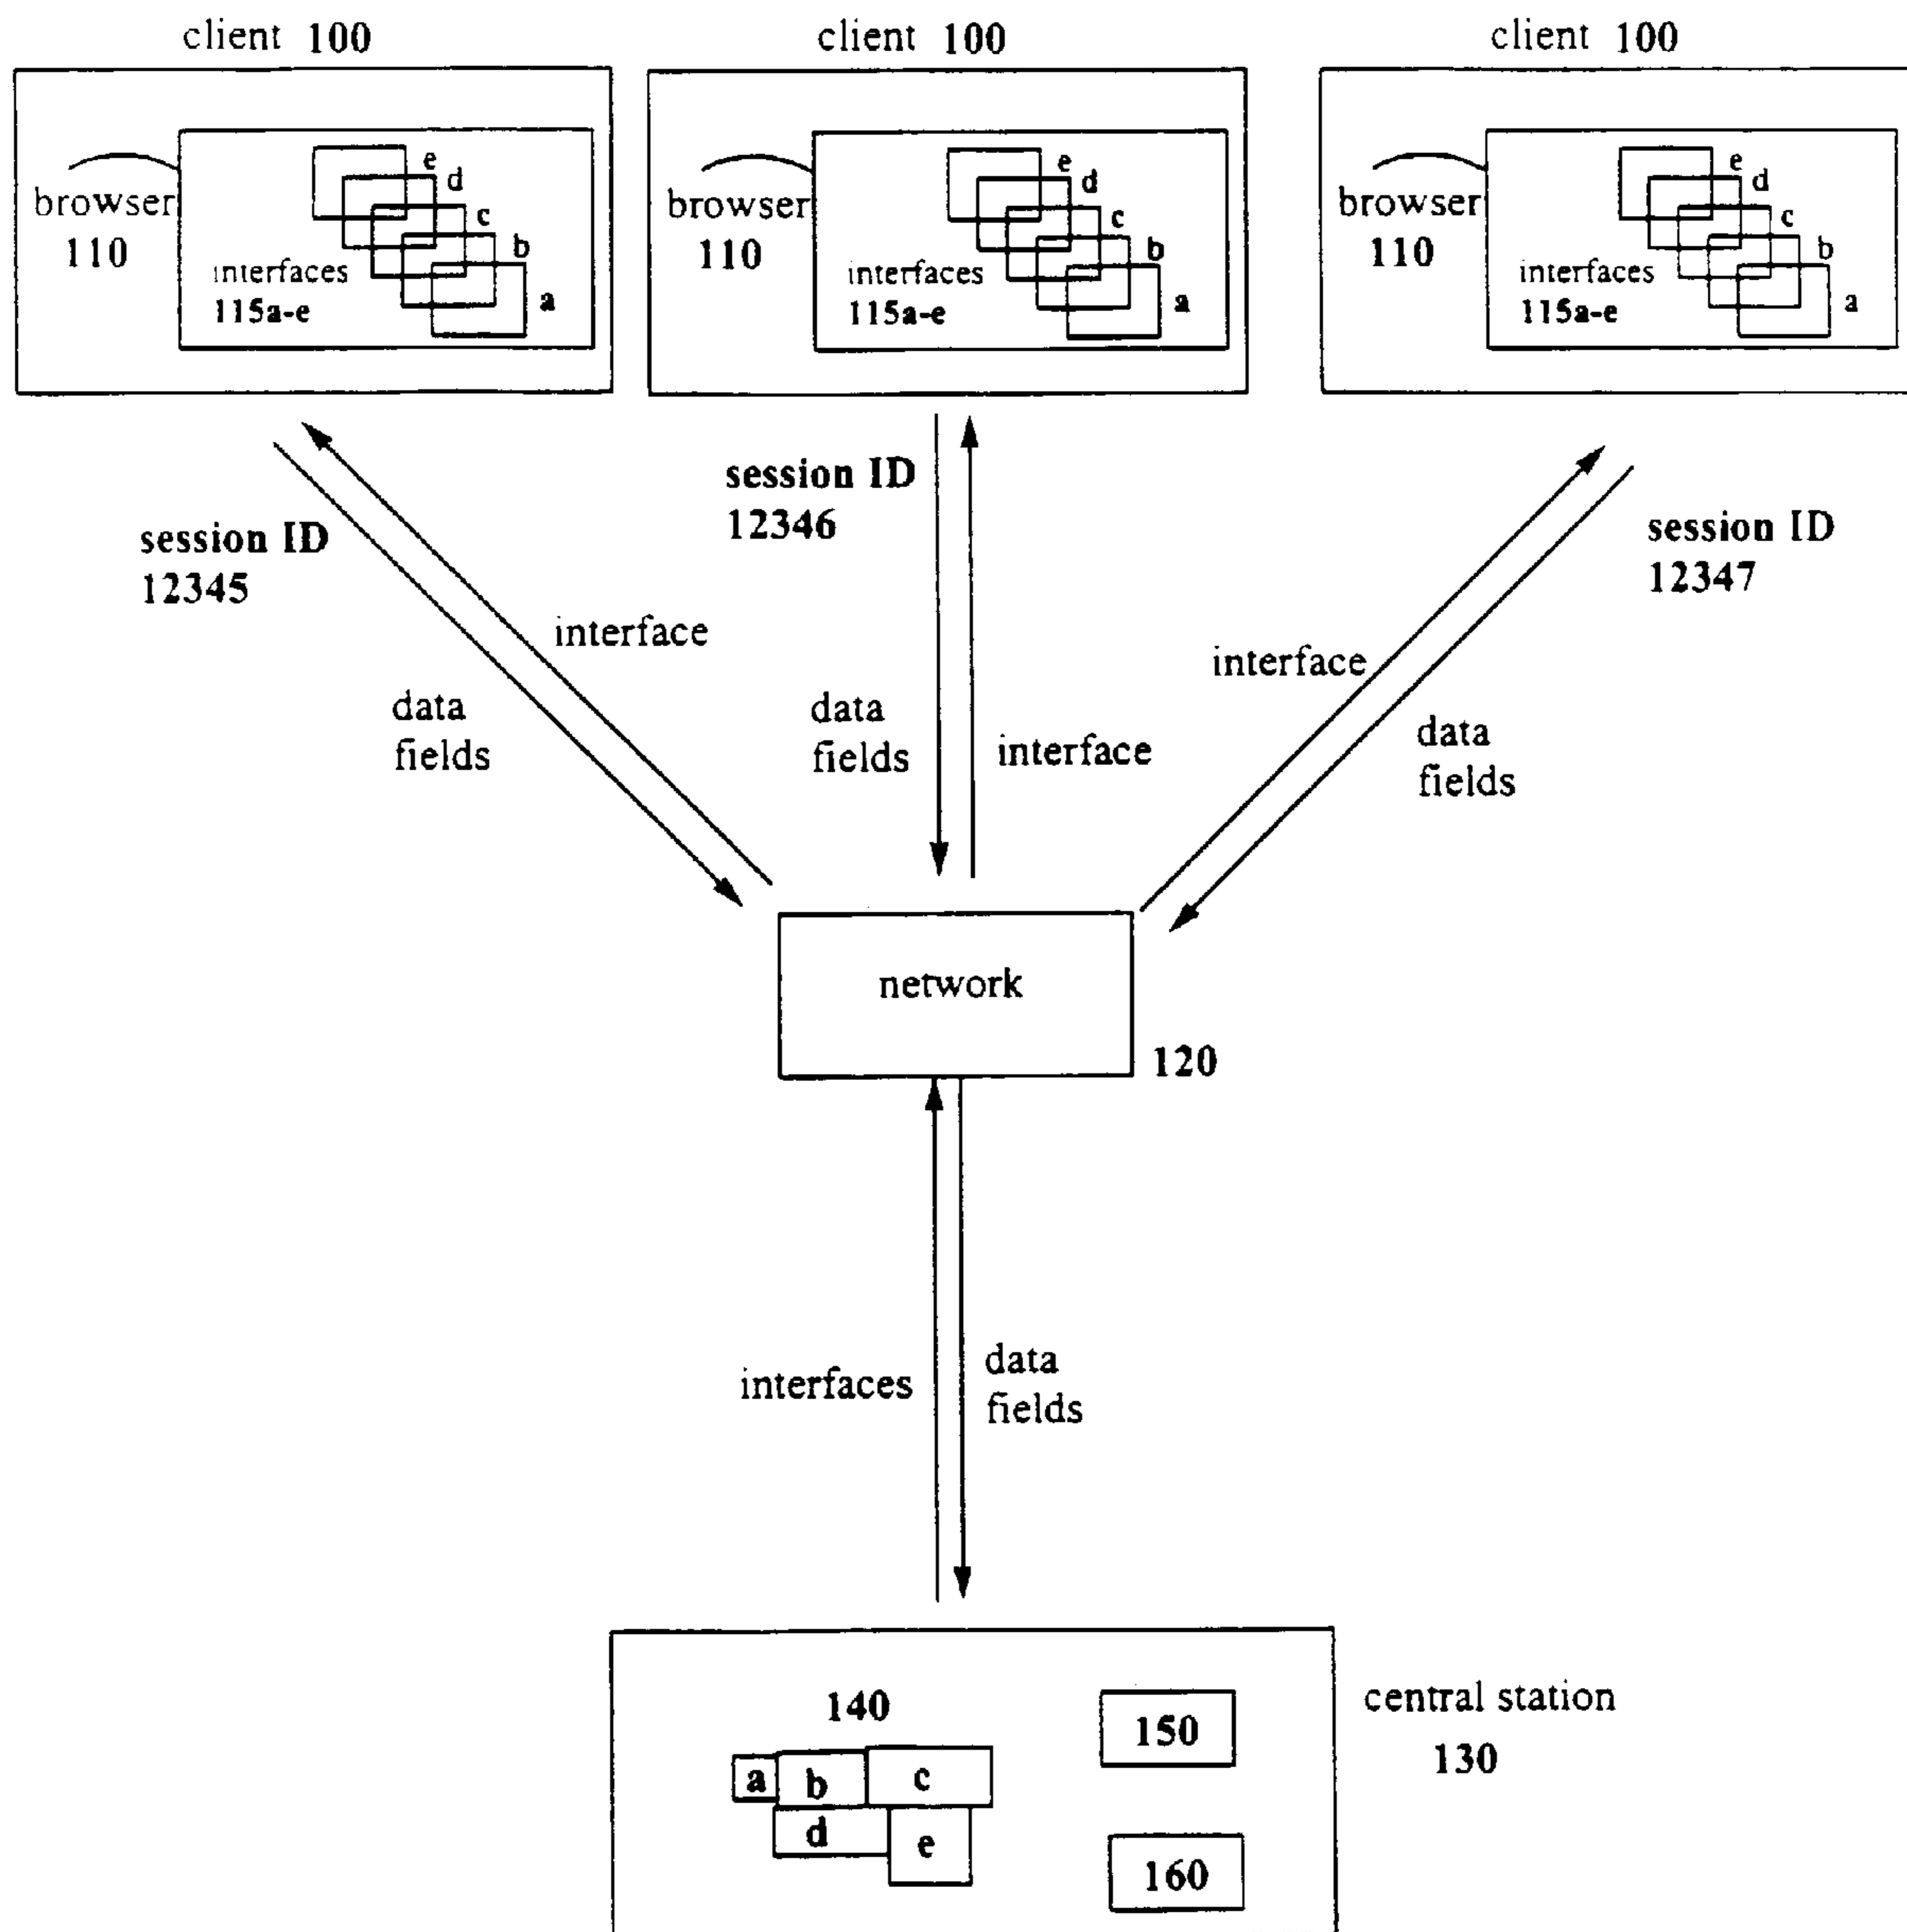 client 100
client 100
client 100
e
d
c
b
a
browser
110
interfaces
115a-e
e
d
c
b
a
browser
110
interfaces
115a-e
e
d
c
b
a
browser
110
interfaces
115a-e
session ID
12345
session ID
12346
session ID
12347
interface
data
fields
data
fields
interface
interface
data
fields
network
120
interfaces
data
fields
140
a
b
c
d
e
150
160
central station
130